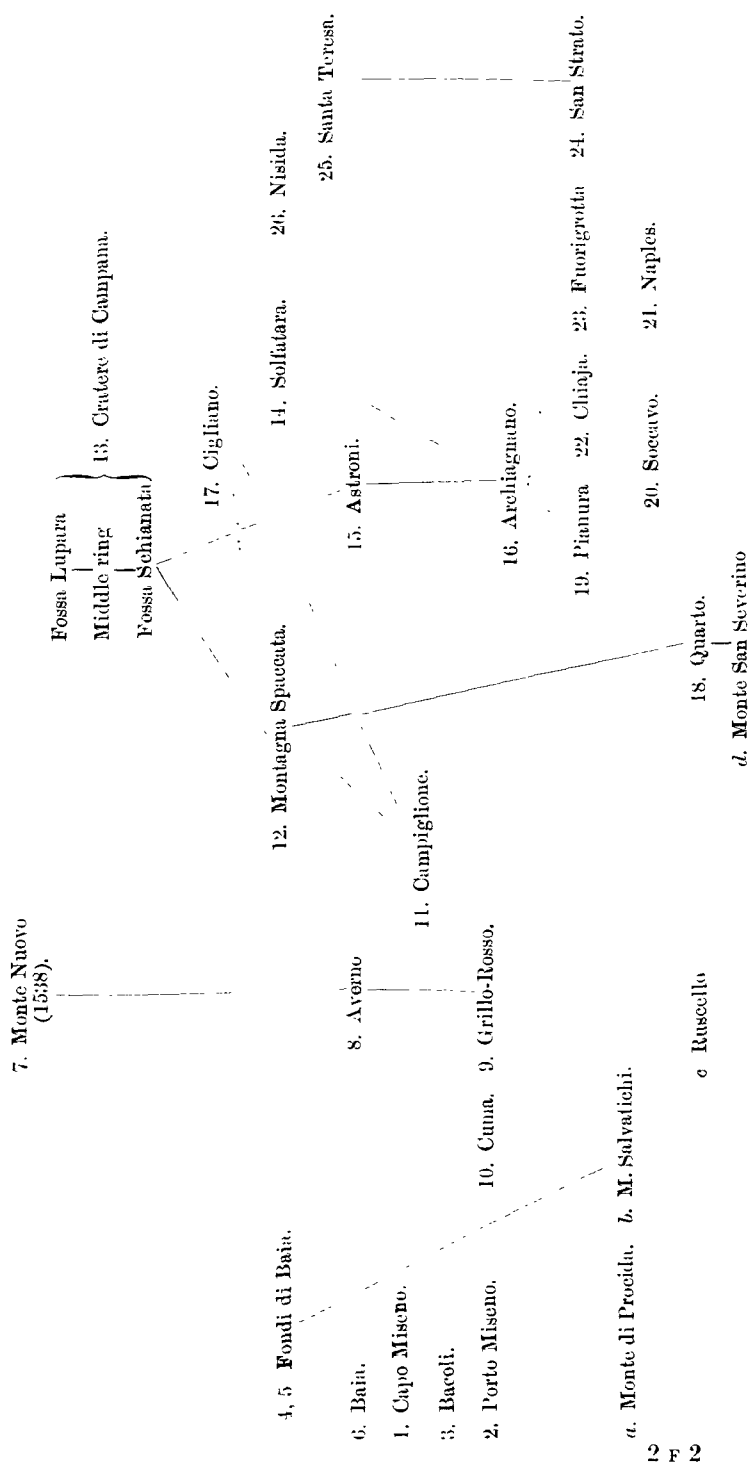 7. Monte Nuovo
(1538).
Fossa Lupara
Middle ring
Fossa Schianata
13. Cratere di Campana.
17. Cigliano.
4, 5 Fondi di Baia.
12. Montagna Spaccata.
14. Solfatara.
26. Nisida.
6. Baia.
8. Averno
15. Astroni.
25. Santa Teresa.
1. Capo Miseno.
11. Campiglione.
3. Bacoli.
2. Porto Miseno.
10. Cuma.
9. Grillo-Rosso.
16. Archiagnano.
19. Pianura
22. Chiaja.
23. Fuorigrotta
24. San Strato.
a. Monte di Procida.
b. M. Salvatichi.
20. Soccavo.
21. Naples.
c Ruscello
18. Quarto.
d. Monte San Severino
2 F 2